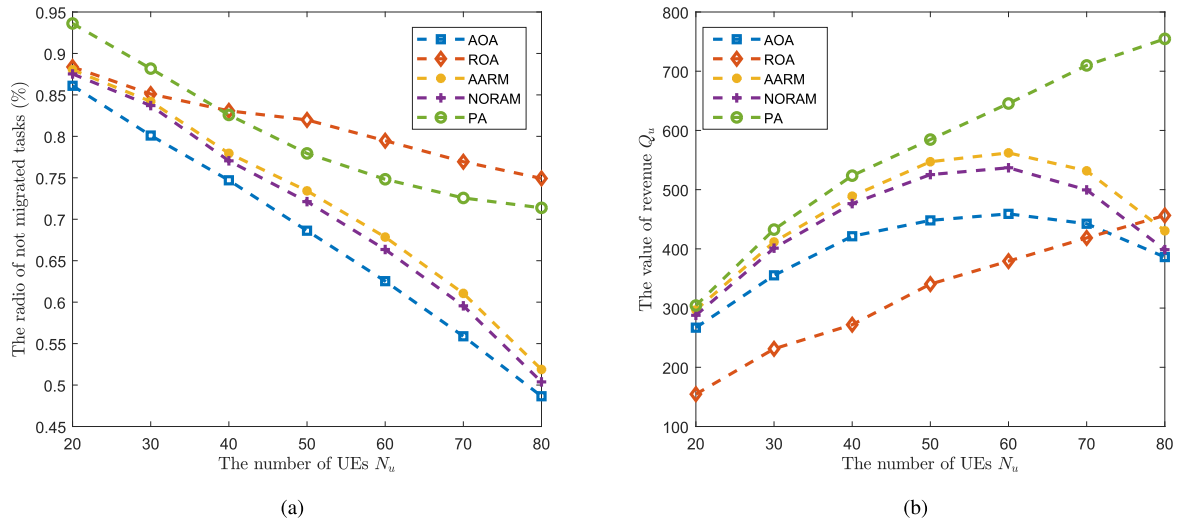 0.95
0.9
0.85
0.8
0.75
0.7
0.65
0.6
0.55
0.5
0.45
The radio of not migrated tasks (%)
AOA
ROA
AARM
NORAM
PA
20 30 40 50 60 70 80
The number of UEs N_u
(a)
800
700
600
500
400
300
200
100
The value of revenue Q_u
AOA
ROA
AARM
NORAM
PA
20 30 40 50 60 70 80
The number of UEs N_u
(b)